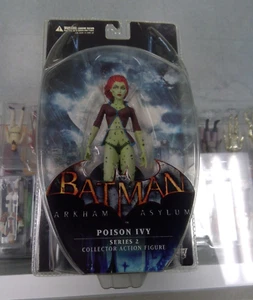 BATMAN
ARKHAM ASYLUM
POISON IVY
SERIES 2
COLLECTOR ACTION FIGURE